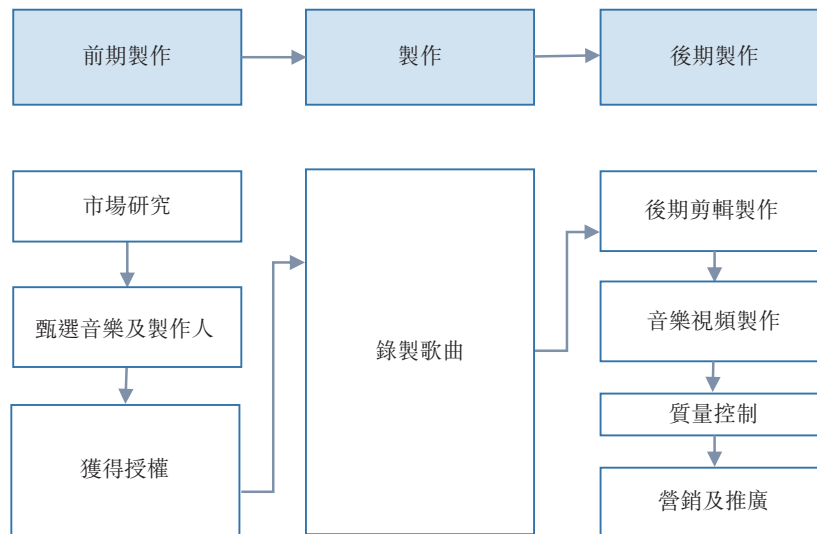 前期製作
製作
後期製作
市場研究
甄選音樂及製作人
獲得授權
錄製歌曲
後期剪輯製作
音樂視頻製作
質量控制
營銷及推廣